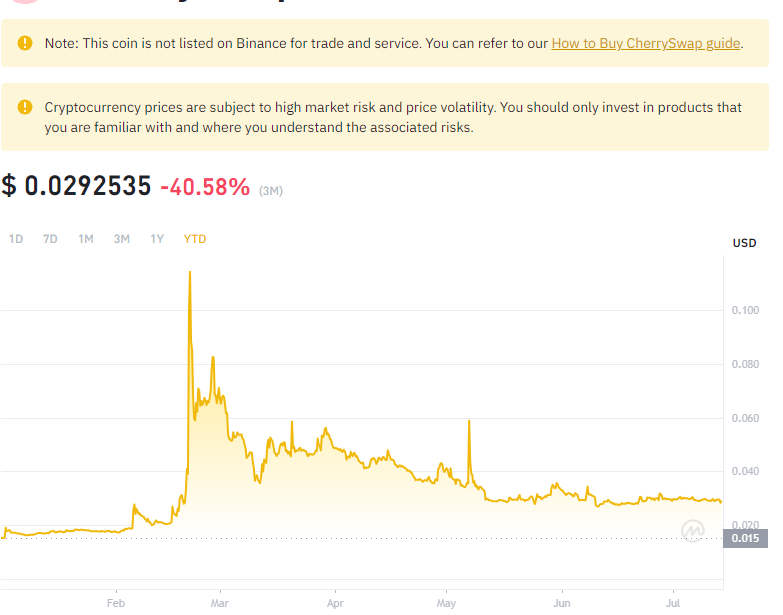 Note: This coin is not listed on Binance for trade and service. You can refer to our How to Buy CherrySwap guide.
Cryptocurrency prices are subject to high market risk and price volatility. You should only invest in products that
you are familiar with and where you understand the associated risks.
$ 0.0292535 -40.58% (3M)
1D 7D 1M 3M 1Y YTD
USD
0.100
0.080
0.060
0.040
0.020
0.015
Feb Mar Apr May Jun Jul